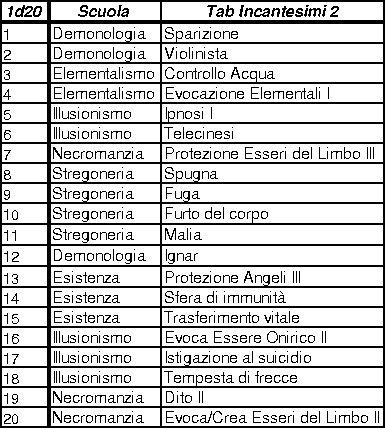 1d20 Scuola Tab Incantesimi 2
1 Demonologia Sparizione
2 Demonologia Violinista
3 Elementalismo Controllo Acqua
4 Elementalismo Evocazione Elementali I
5 Illusionismo Ipnosi I
6 Illusionismo Telecinesi
7 Necromanzia Protezione Esseri del Limbo III
8 Stregoneria Spugna
9 Stregoneria Fuga
10 Stregoneria Furto del corpo
11 Stregoneria Malia
12 Demonologia Ignar
13 Esistenza Protezione Angeli III
14 Esistenza Sfera di immunità
15 Esistenza Trasferimento vitale
16 Illusionismo Evoca Essere Onirico II
17 Illusionismo Istigazione al suicidio
18 Illusionismo Tempesta di frecce
19 Necromanzia Dito II
20 Necromanzia Evoca/Crea Esseri del Limbo II